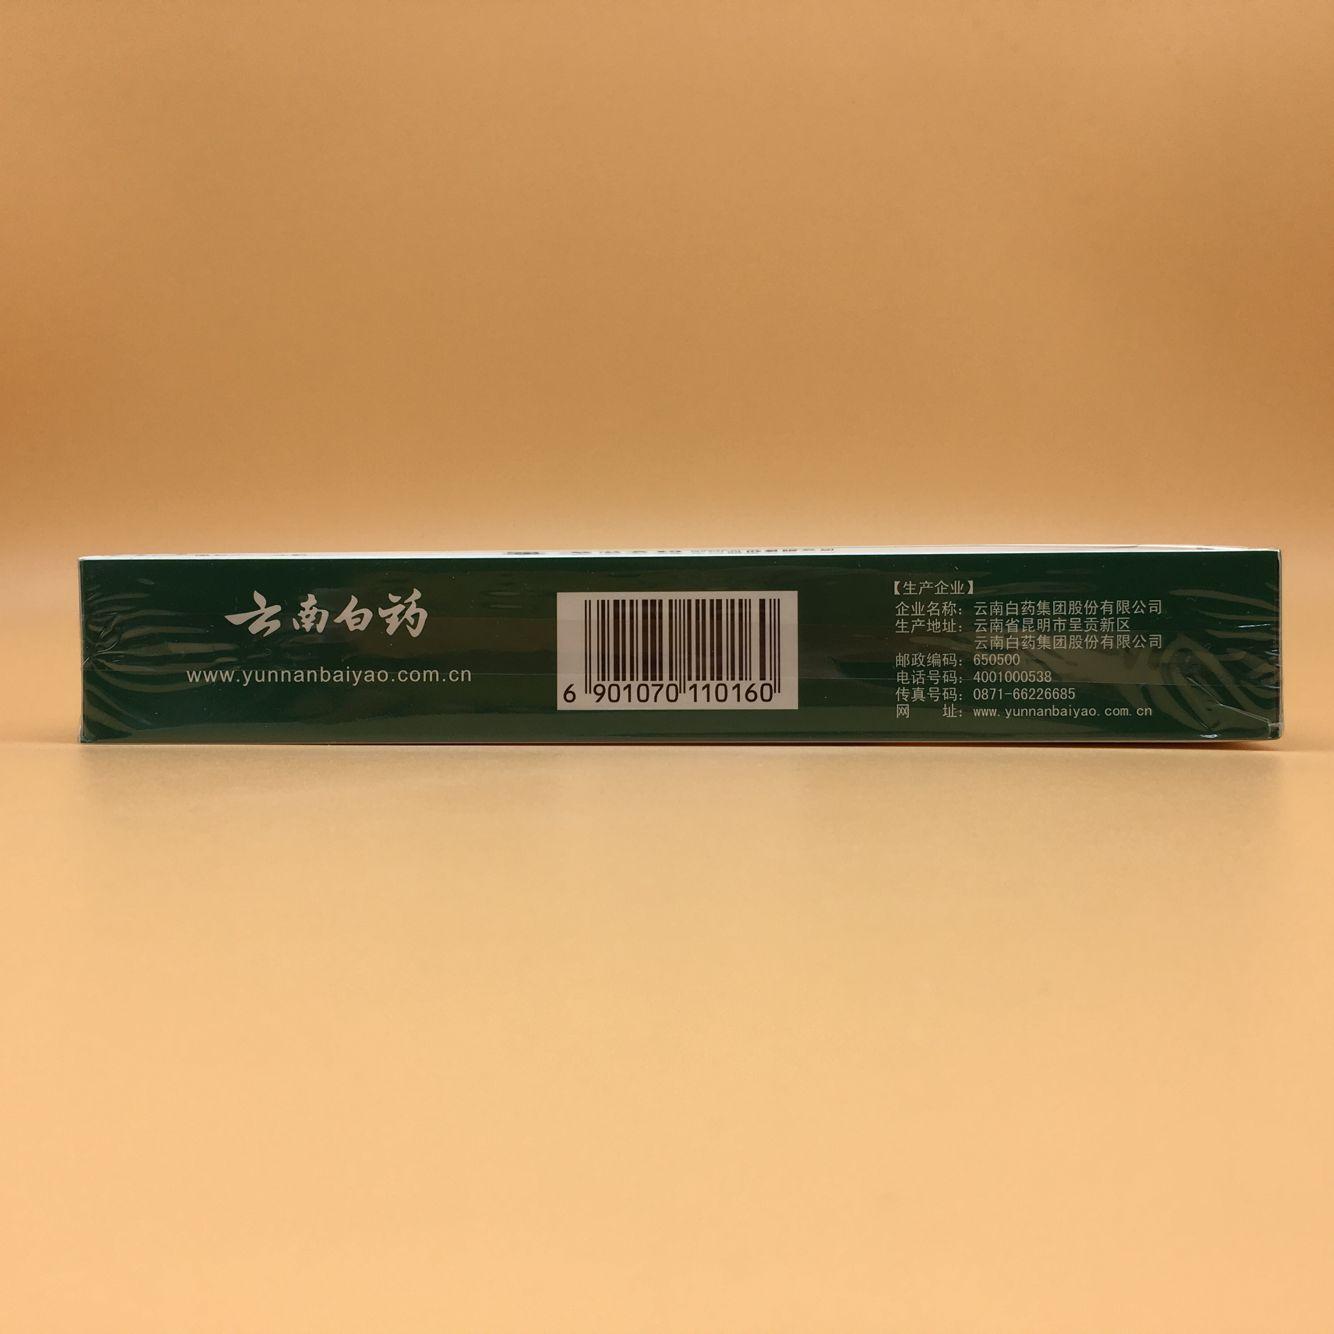 云南白药
www.yunnanbaiyao.com.cn
6 901070 110160
【生产企业】
企业名称：云南白药集团股份有限公司
生产地址：云南省昆明市呈贡新区
云南白药集团股份有限公司
邮政编码：650500
电话号码：4001000538
传真号码：0871-66226685
网　　址：www.yunnanbaiyao.com.cn